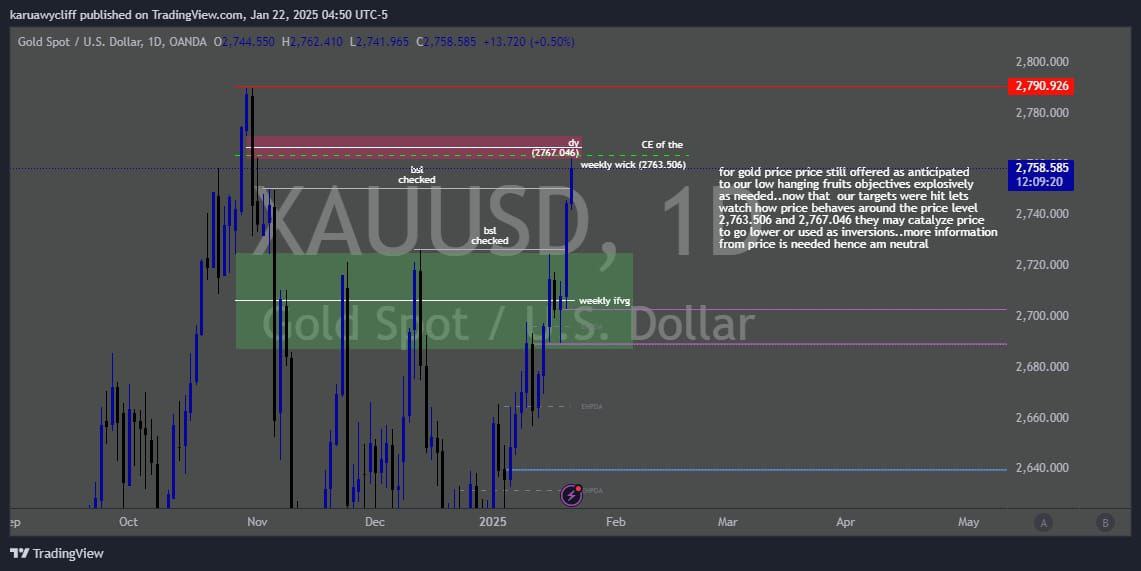 karuawycliff published on TradingView.com, Jan 22, 2025 04:50 UTC-5
Gold Spot / U.S. Dollar, 1D, OANDA O2,744.550 H2,762.410 L2,741.965 C2,758.585 +13.720 (+0.50%)
2,800.000
2,790.926
2,780.000
dy
(2767.046)
CE of the
weekly wick (2763.506)
2,758.585
12:09:20
bsl
checked
for gold price price still offered as anticipated
to our low hanging fruits objectives explosively
as needed..now that our targets were hit lets
watch how price behaves around the price level
2,763.506 and 2,767.046 they may catalyze price
to go lower or used as inversions..more information
from price is needed hence am neutral
XAUUSD, 1D
2,740.000
bsl
checked
2,720.000
weekly ifvg
Gold Spot / U.S. Dollar
2,700.000
2,680.000
2,660.000
EHPDA
2,640.000
EHPDA
ep
Oct
Nov
Dec
2025
Feb
Mar
Apr
May
A
B
TradingView